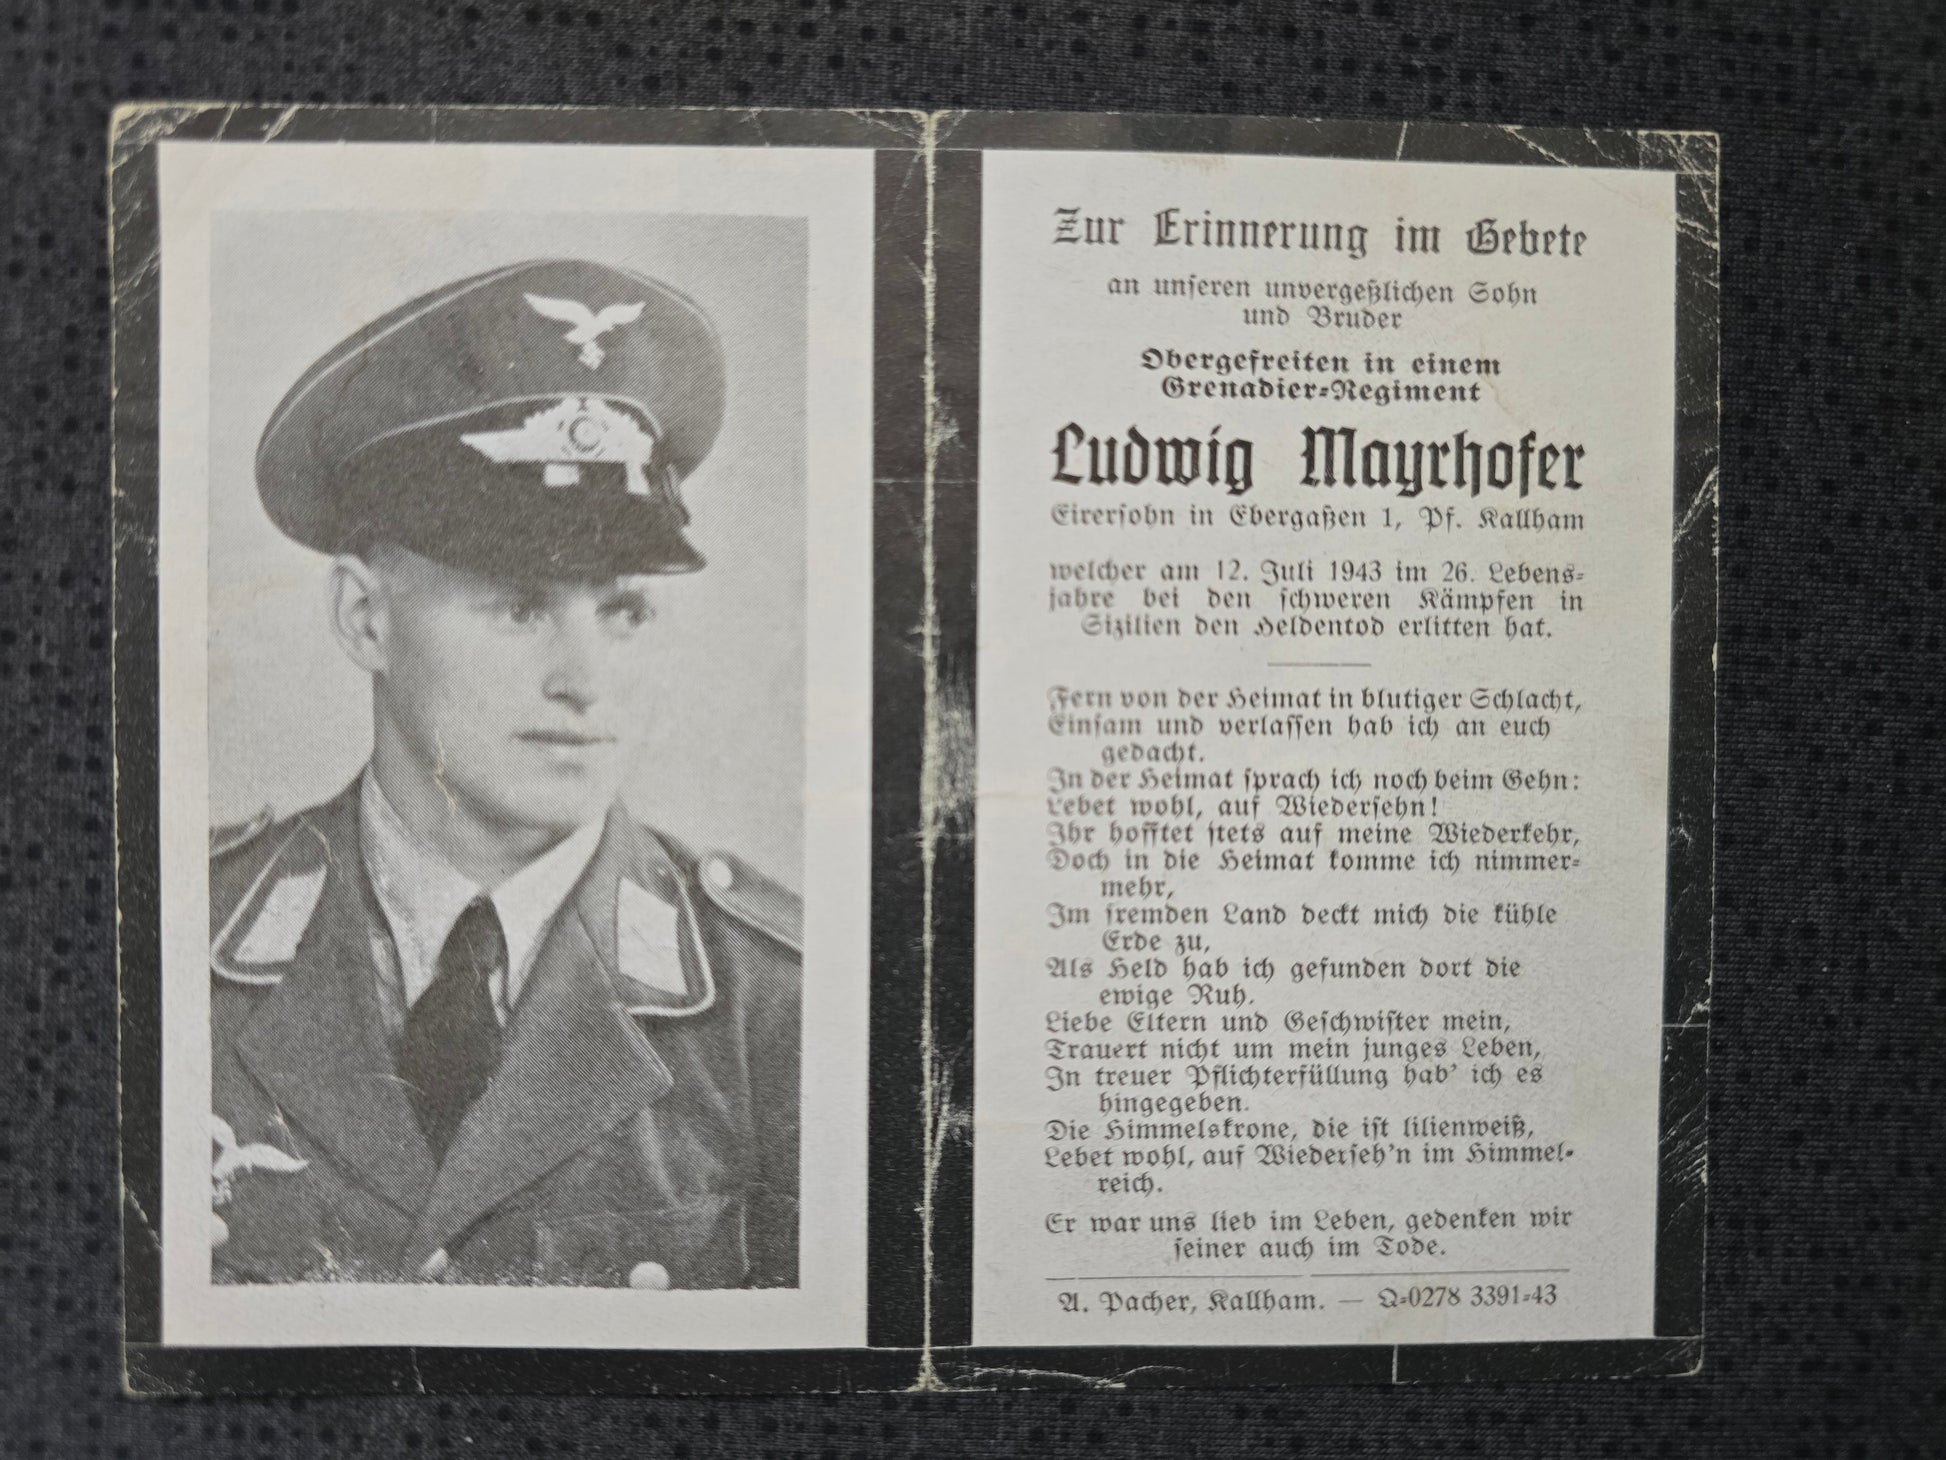 Zur Erinnerung im Gebete
an unseren unvergeßlichen Sohn
und Bruder
Obergefreiten in einem
Grenadier-Regiment
Ludwig Mayrhofer
Eirersohn in Ebergaßen 1, Pf. Kallham
welcher am 12. Juli 1943 im 26. Lebens-
jahre bei den schweren Kämpfen in
Sizilien den Heldentod erlitten hat.
Fern von der Heimat in blutiger Schlacht,
Einsam und verlassen hab ich an euch
gedacht.
In der Heimat sprach ich noch beim Gehn:
Lebet wohl, auf Wiedersehn!
Ihr hofftet stets auf meine Wiederkehr,
Doch in die Heimat komme ich nimmer-
mehr,
Im fremden Land deckt mich die kühle
Erde zu,
Als Held hab ich gefunden dort die
ewige Ruh.
Liebe Eltern und Geschwister mein,
Trauert nicht um mein junges Leben,
In treuer Pflichterfüllung hab' ich es
hingegeben.
Die Himmelskrone, die ist lilienweiß,
Lebet wohl, auf Wiederseh'n im Himmel-
reich.
Er war uns lieb im Leben, gedenken wir
seiner auch im Tode.
A. Pacher, Kallham. — Q-0278 3391-43